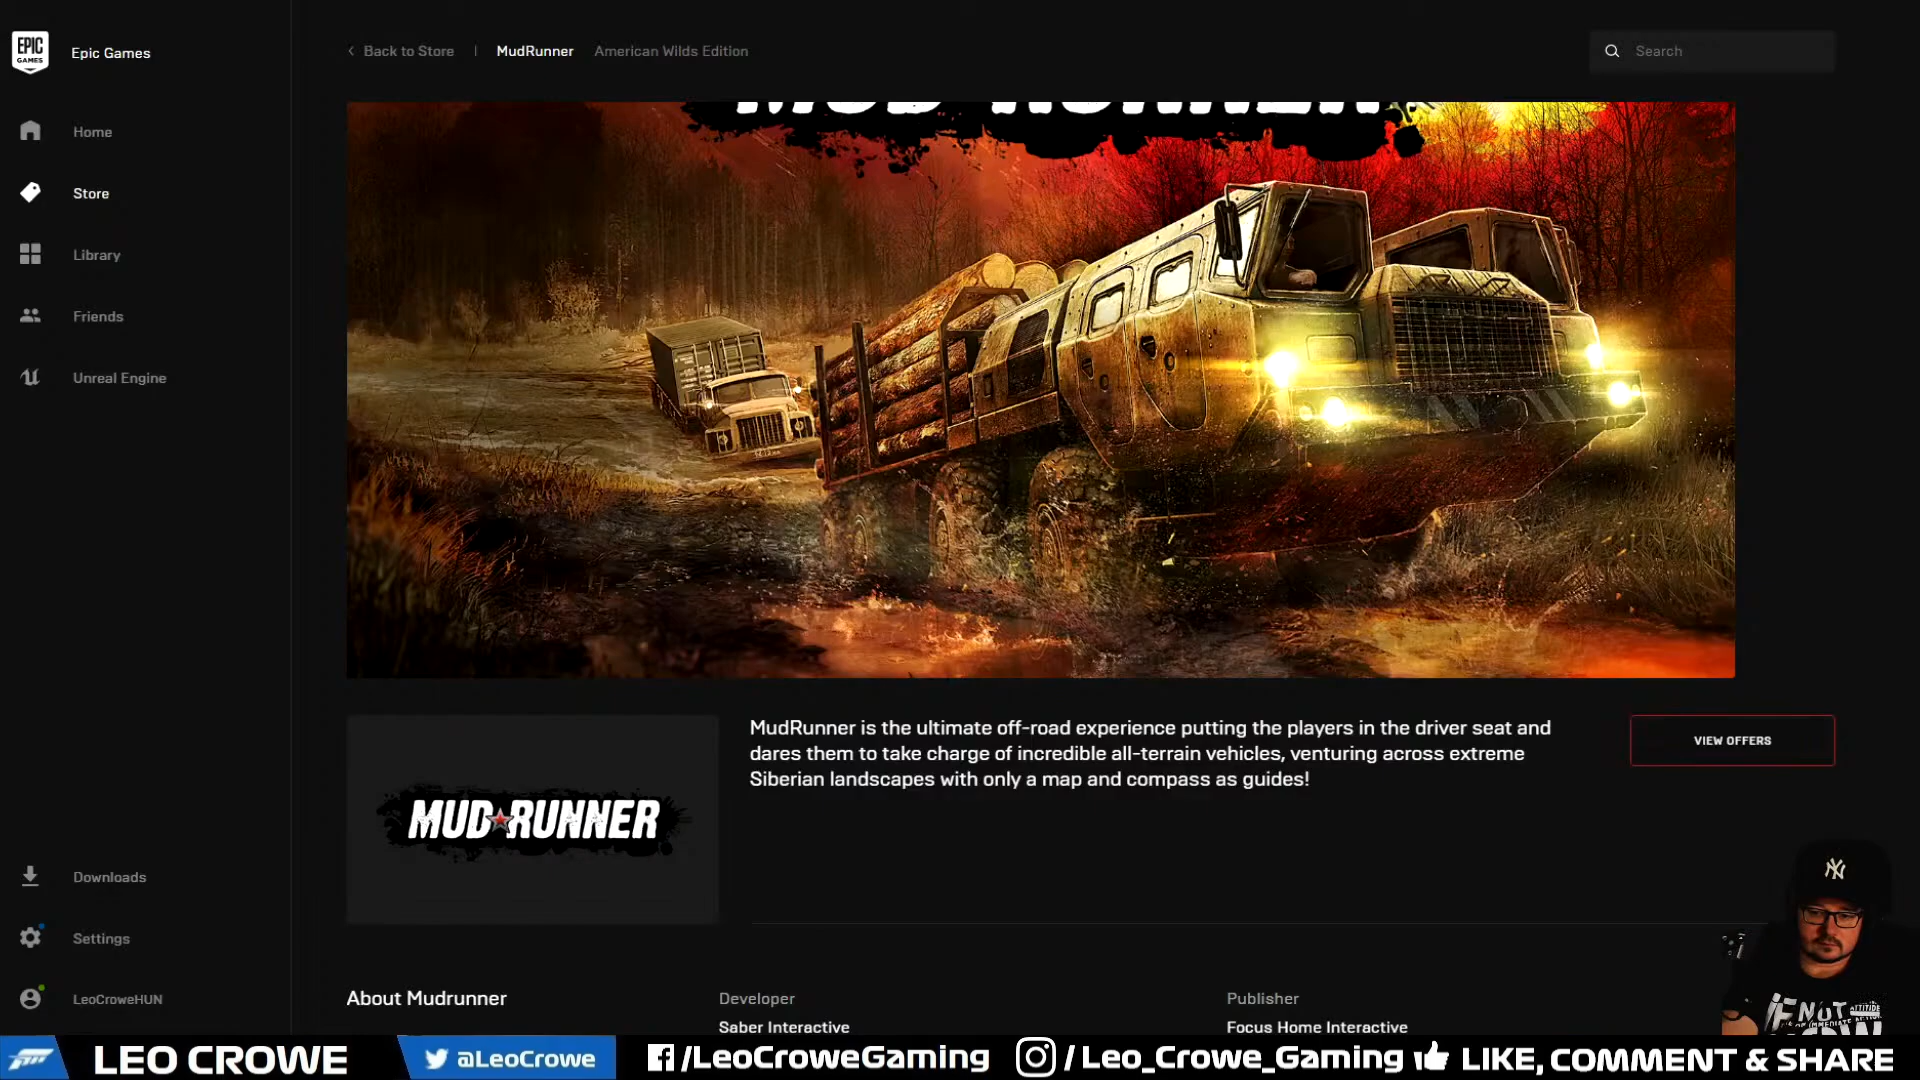 EPIC
GAMES
Epic Games
Back to Store
MudRunner
American Wilds Edition
Search
Home
Store
Library
Friends
Unreal Engine
MUD RUNNER
MudRunner is the ultimate off-road experience putting the players in the driver seat and
dares them to take charge of incredible all-terrain vehicles, venturing across extreme
Siberian landscapes with only a map and compass as guides!
VIEW OFFERS
MUD RUNNER
Downloads
Settings
LeoCroweHUN
About Mudrunner
Developer
Publisher
Saber Interactive
Focus Home Interactive
NY
LEO CROWE
@LeoCrowe
/LeoCroweGaming
/Leo_Crowe_Gaming
LIKE, COMMENT & SHARE